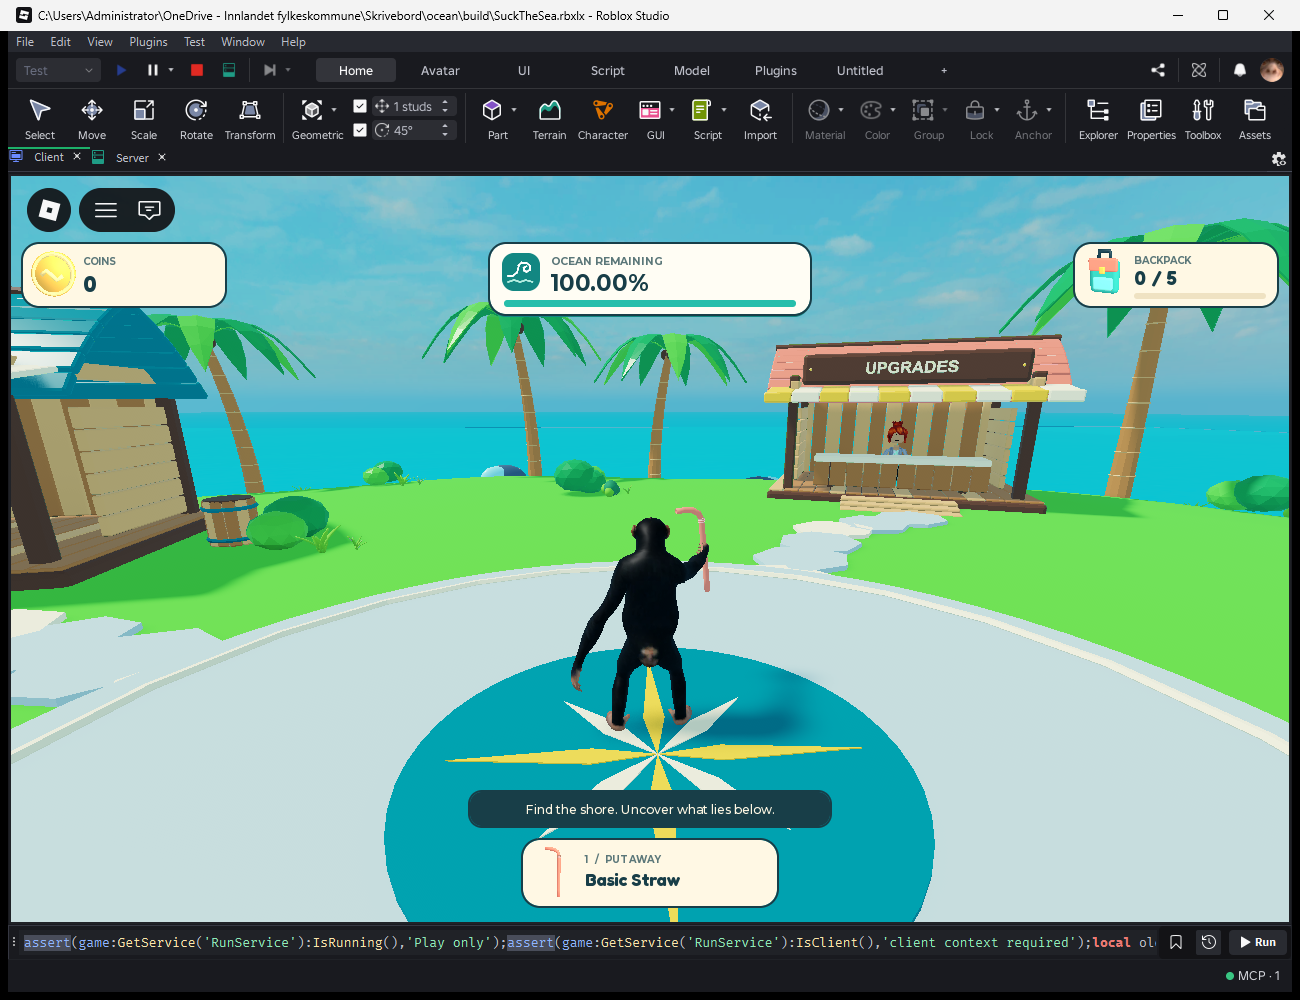 C:\Users\Administrator\OneDrive - Innlandet fylkeskommune\Skrivebord\ocean\build\SuckTheSea.rbxlx - Roblox Studio
File Edit View Plugins Test Window Help
Test Home Avatar UI Script Model Plugins Untitled +
1 studs
45°
Select Move Scale Rotate Transform Geometric Part Terrain Character GUI Script Import Material Color Group Lock Anchor Explorer Properties Toolbox Assets
Client Server
COINS
0
OCEAN REMAINING
100.00%
BACKPACK
0 / 5
UPGRADES
Find the shore. Uncover what lies below.
1 / PUT AWAY
Basic Straw
assert(game:GetService('RunService'):IsRunning(),'Play only');assert(game:GetService('RunService'):IsClient(),'client context required');local
Run
MCP · 1